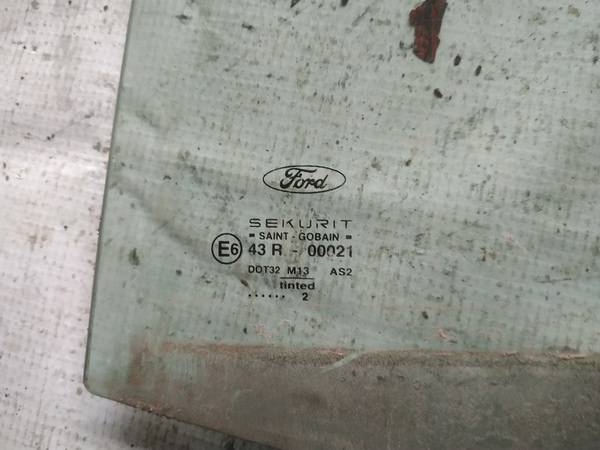 Ford
SEKURIT
= SAINT - GOBAIN =
E6 43 R - 00021
DOT32 M13 AS2
tinted
...... 2